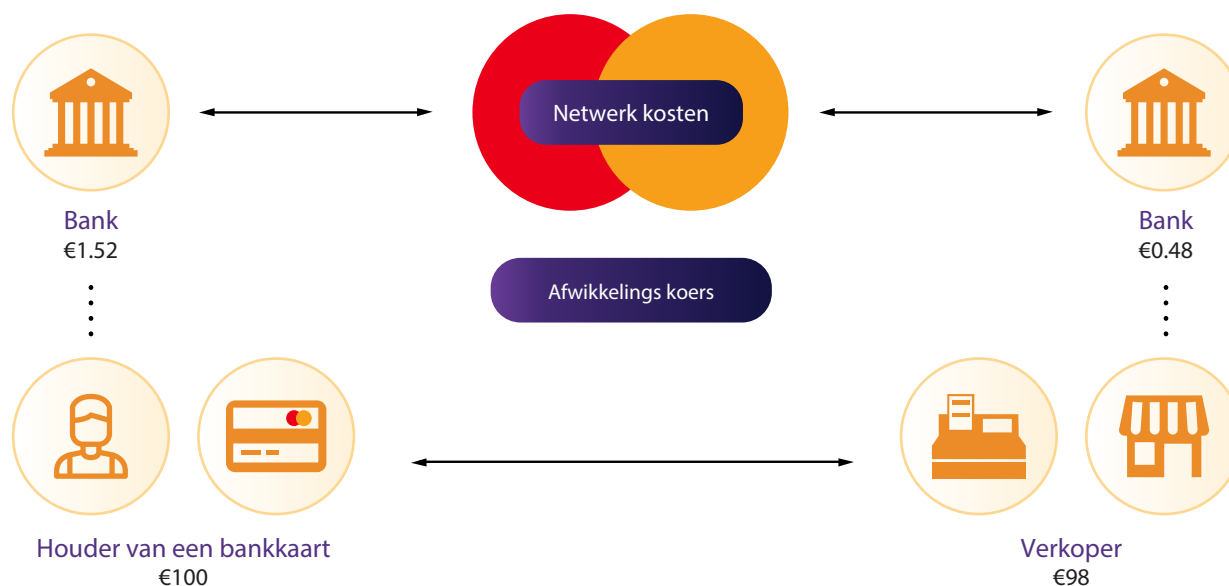 Netwerk kosten
Bank
€1.52
Bank
€0.48
Afwikkelings koers
Houder van een bankkaart
€100
Verkoper
€98